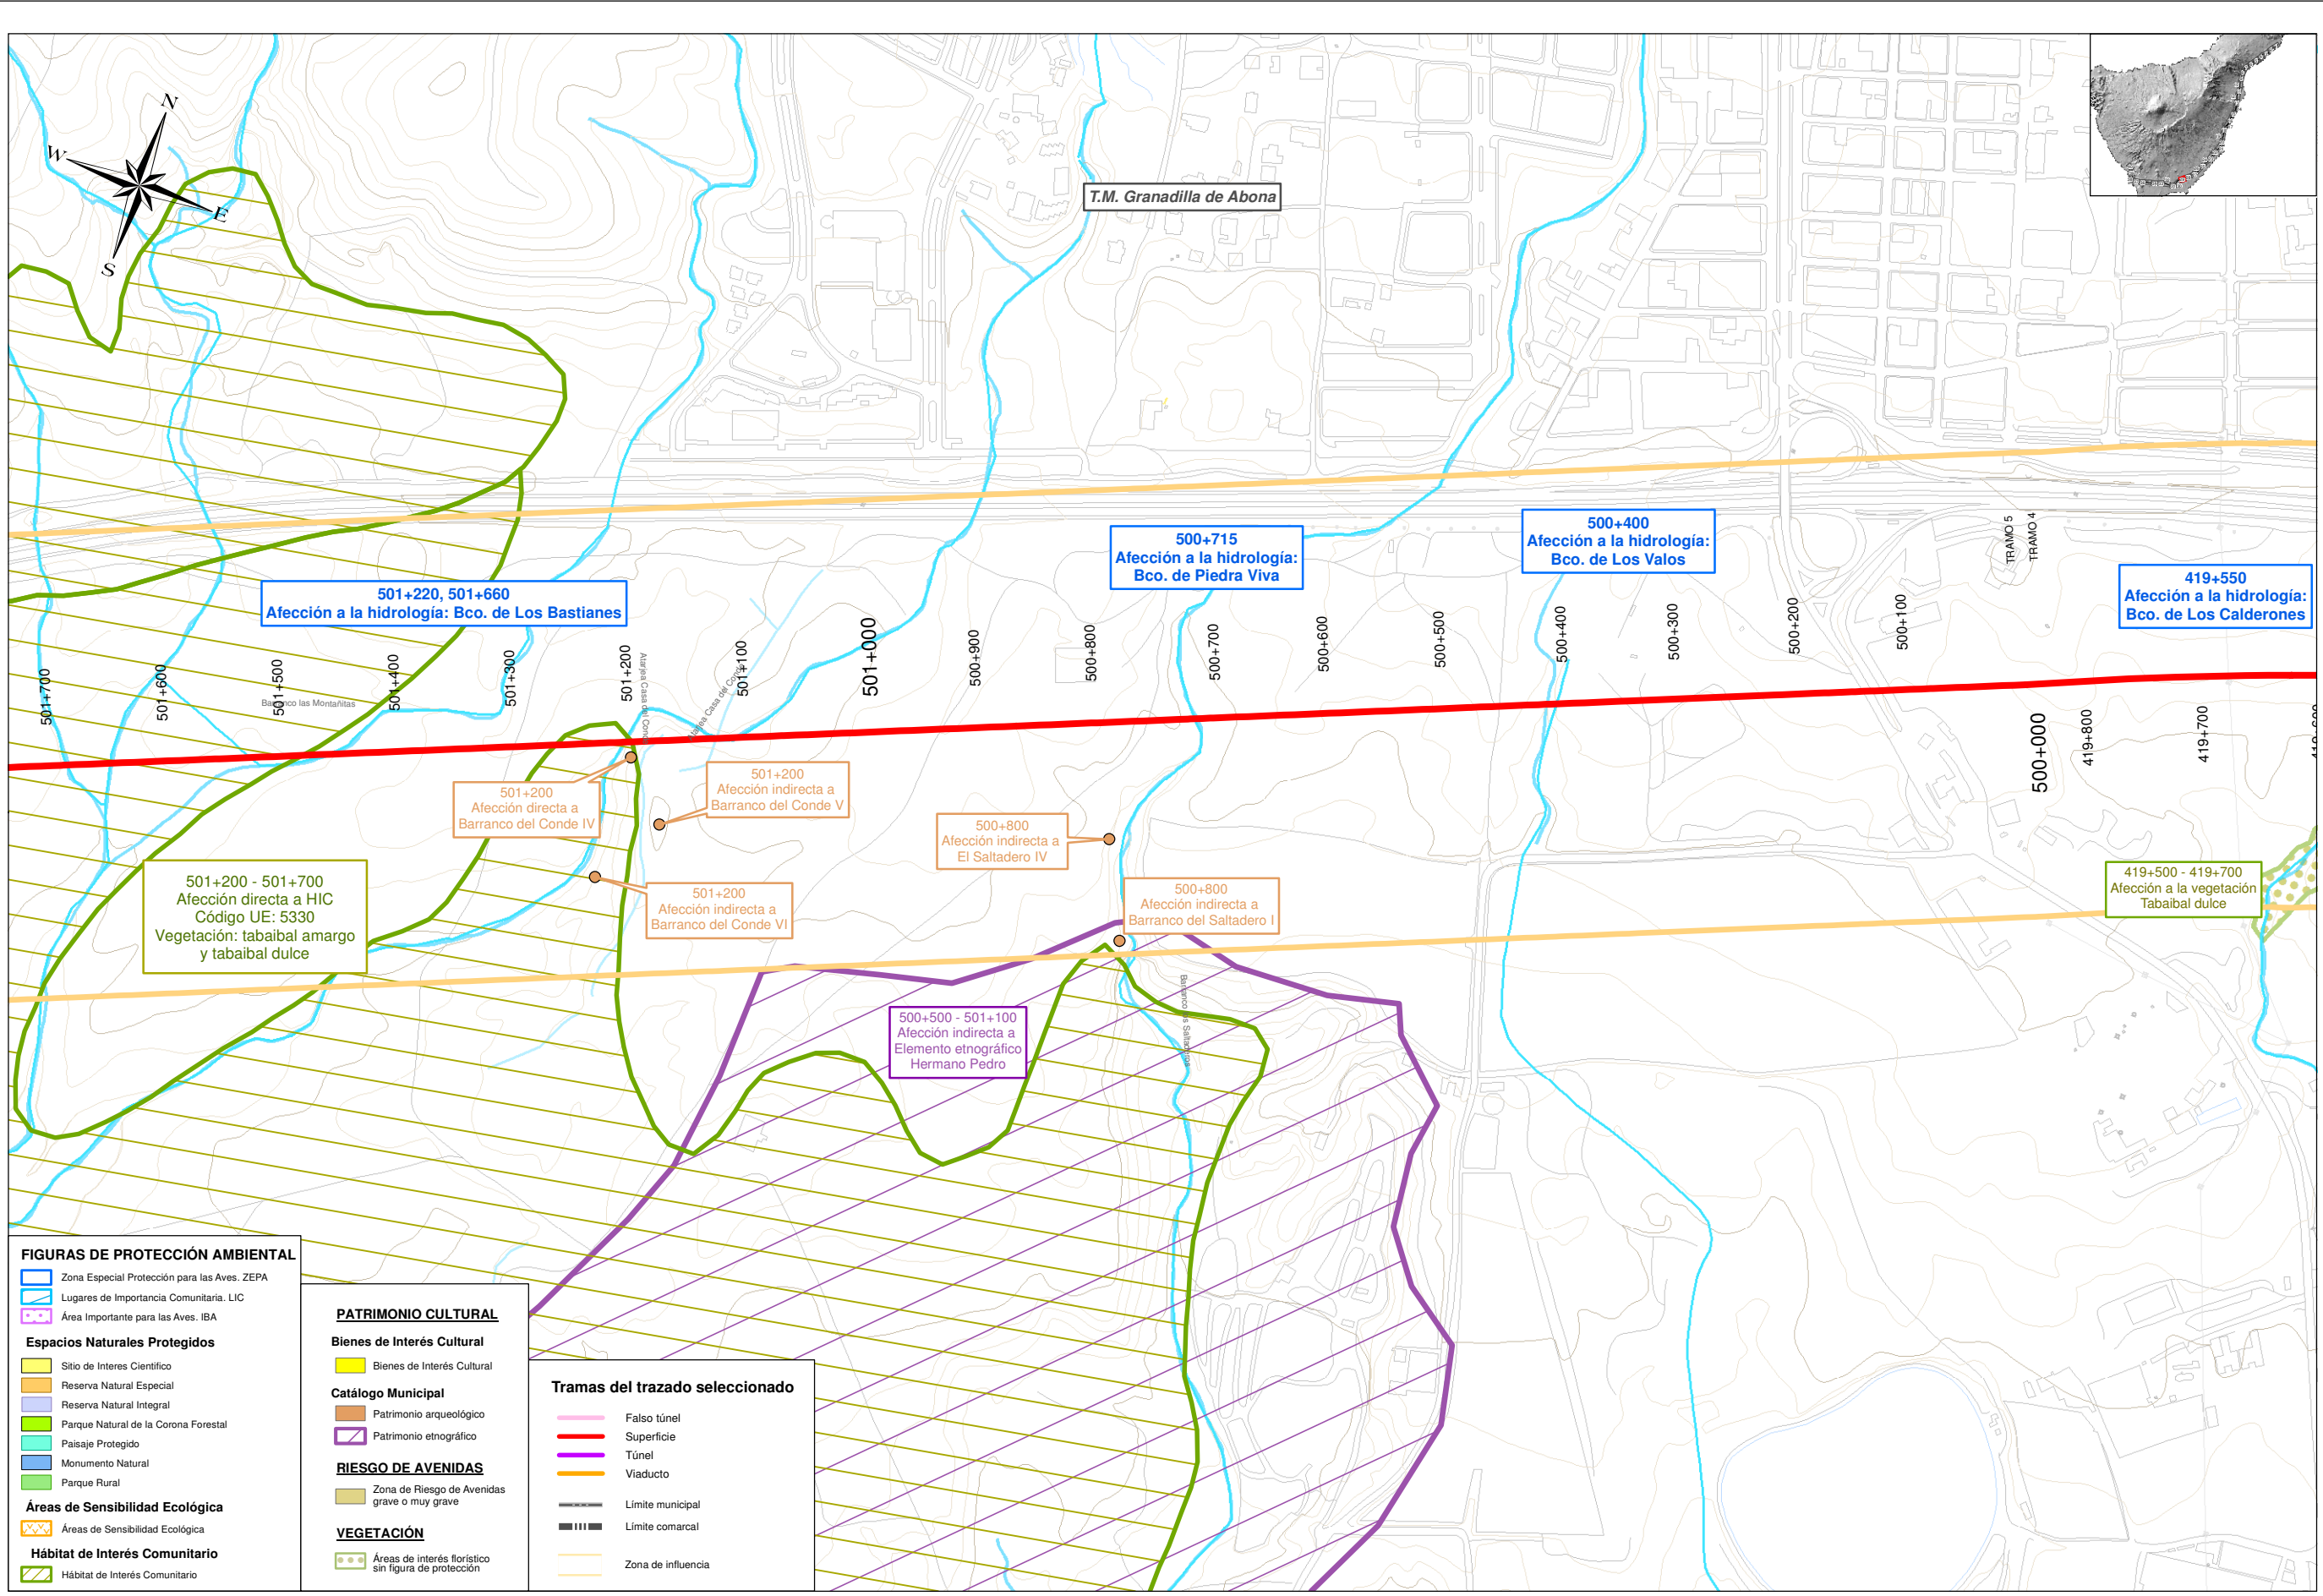 N
W
E
S
T.M. Granadilla de Abona
500+715
Afección a la hidrología:
Bco. de Piedra Viva
500+400
Afección a la hidrología:
Bco. de Los Valos
TRAMO 5
TRAMO 4
419+550
Afección a la hidrología:
Bco. de Los Calderones
501+220, 501+660
Afección a la hidrología: Bco. de Los Bastianes
501+700
501+600
501+500
501+400
501+300
501+200
501+100
501+000
500+900
500+800
500+700
500+600
500+500
500+400
500+300
500+200
500+100
500+000
419+800
419+700
Barranco las Montañitas
501+200
Afección directa a
Barranco del Conde IV
501+200
Afección indirecta a
Barranco del Conde V
500+800
Afección indirecta a
El Saltadero IV
501+200 - 501+700
Afección directa a HIC
Código UE: 5330
Vegetación: tabaibal amargo
y tabaibal dulce
501+200
Afección indirecta a
Barranco del Conde VI
500+800
Afección indirecta a
Barranco del Saltadero I
419+500 - 419+700
Afección a la vegetación
Tabaibal dulce
500+500 - 501+100
Afección indirecta a
Elemento etnográfico
Hermano Pedro
FIGURAS DE PROTECCIÓN AMBIENTAL
Zona Especial Protección para las Aves. ZEPA
Lugares de Importancia Comunitaria. LIC
Área Importante para las Aves. IBA
Espacios Naturales Protegidos
Sitio de Interes Cientifico
Reserva Natural Especial
Reserva Natural Integral
Parque Natural de la Corona Forestal
Paisaje Protegido
Monumento Natural
Parque Rural
Áreas de Sensibilidad Ecológica
Áreas de Sensibilidad Ecológica
Hábitat de Interés Comunitario
Hábitat de Interés Comunitario
PATRIMONIO CULTURAL
Bienes de Interés Cultural
Bienes de Interés Cultural
Catálogo Municipal
Patrimonio arqueológico
Patrimonio etnográfico
RIESGO DE AVENIDAS
Zona de Riesgo de Avenidas
grave o muy grave
VEGETACIÓN
Áreas de interés florístico
sin figura de protección
Tramas del trazado seleccionado
Falso túnel
Superficie
Túnel
Viaducto
Límite municipal
Límite comarcal
Zona de influencia